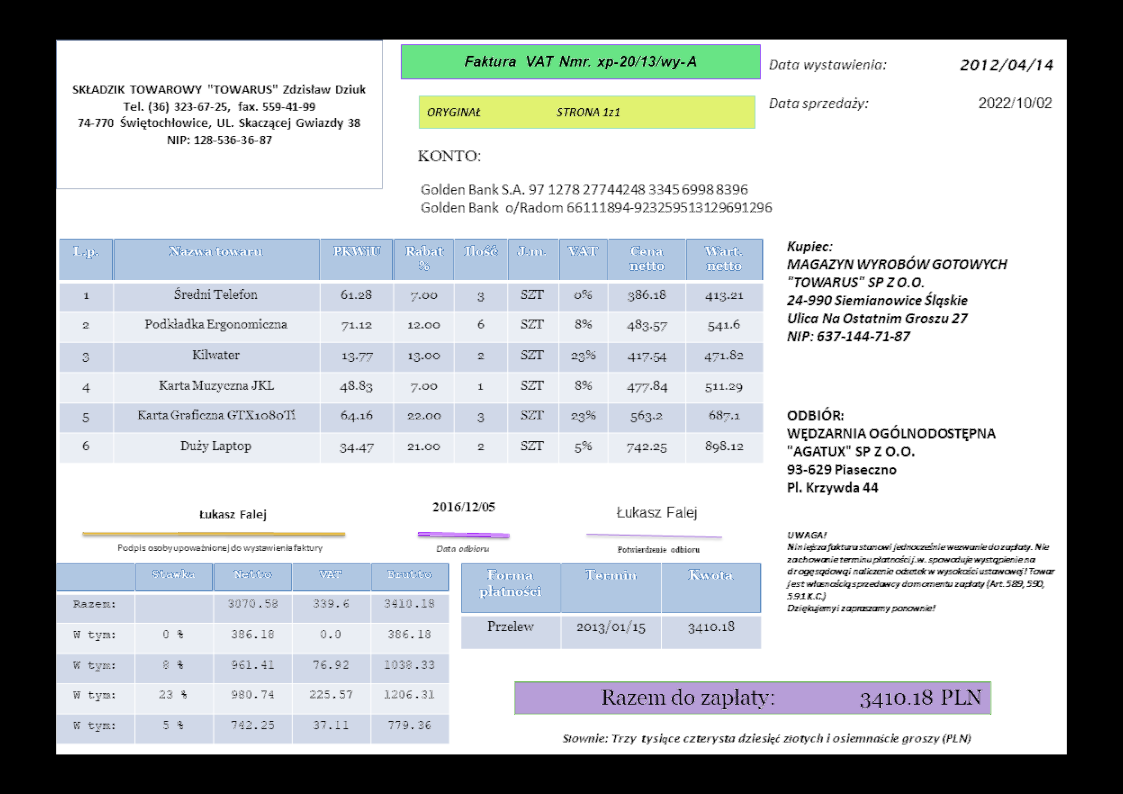 SKŁADZIK TOWAROWY "TOWARUS" Zdzisław Dziuk
Tel. (36) 323-67-25, fax. 559-41-99
74-770 Świętochłowice, UL. Skaczącej Gwiazdy 38
NIP: 128-536-36-87
Faktura VAT Nmr. xp-20/13/wy-A
ORYGINAŁ STRONA 1z1
Data wystawienia: 2012/04/14
Data sprzedaży: 2022/10/02
KONTO:
Golden Bank S.A. 97 1278 27744248 3345 6998 8396
Golden Bank o/Radom 66111894-923259513129691296
L.p. Nazwa towaru PKWiU Rabat % Ilość J.m. VAT Cena netto Wart. netto
1 Średni Telefon 61.28 7.00 3 SZT 0% 386.18 413.21
2 Podkładka Ergonomiczna 71.12 12.00 6 SZT 8% 483.57 541.6
3 Kilwater 13.77 13.00 2 SZT 23% 417.54 471.82
4 Karta Muzyczna JKL 48.83 7.00 1 SZT 8% 477.84 511.29
5 Karta Graficzna GTX1080Ti 64.16 22.00 3 SZT 23% 563.2 687.1
6 Duży Laptop 34.47 21.00 2 SZT 5% 742.25 898.12
Kupiec:
MAGAZYN WYROBÓW GOTOWYCH
"TOWARUS" SP Z O.O.
24-990 Siemianowice Śląskie
Ulica Na Ostatnim Groszu 27
NIP: 637-144-71-87
ODBIÓR:
WĘDZARNIA OGÓLNODOSTĘPNA
"AGATUX" SP Z O.O.
93-629 Piaseczno
Pl. Krzywda 44
Łukasz Falej
Podpis osoby upoważnionej do wystawienia faktury
2016/12/05
Data odbioru
Łukasz Falej
Potwierdzenie odbioru
UWAGA!
Niniejsza faktura stanowi jednocześnie wezwanie do zapłaty. Nie
zachowanie terminu płatności j.w. spowoduje wystąpienie na
drogę sądową i naliczenie odsetek w wysokości ustawowej! Towar
jest własnością sprzedawcy do momentu zapłaty (Art. 589, 590,
591 K.C.)
Dziękujemy i zapraszamy ponownie!
Stawka Netto VAT Brutto
Razem: 3070.58 339.6 3410.18
W tym: 0 % 386.18 0.0 386.18
W tym: 8 % 961.41 76.92 1038.33
W tym: 23 % 980.74 225.57 1206.31
W tym: 5 % 742.25 37.11 779.36
Forma płatności Termin Kwota
Przelew 2013/01/15 3410.18
Razem do zapłaty: 3410.18 PLN
Słownie: Trzy tysiące czterysta dziesięć złotych i osiemnaście groszy (PLN)